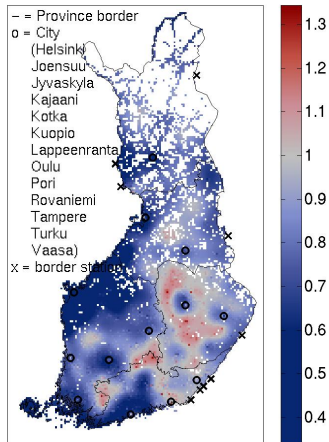 – = Province border
o = City
(Helsinki
Joensuu
Jyvaskyla
Kajaani
Kotka
Kuopio
Lappeenranta
Oulu
Pori
Rovaniemi
Tampere
Turku
Vaasa)
x = border station
1.3
1.2
1.1
1
0.9
0.8
0.7
0.6
0.5
0.4